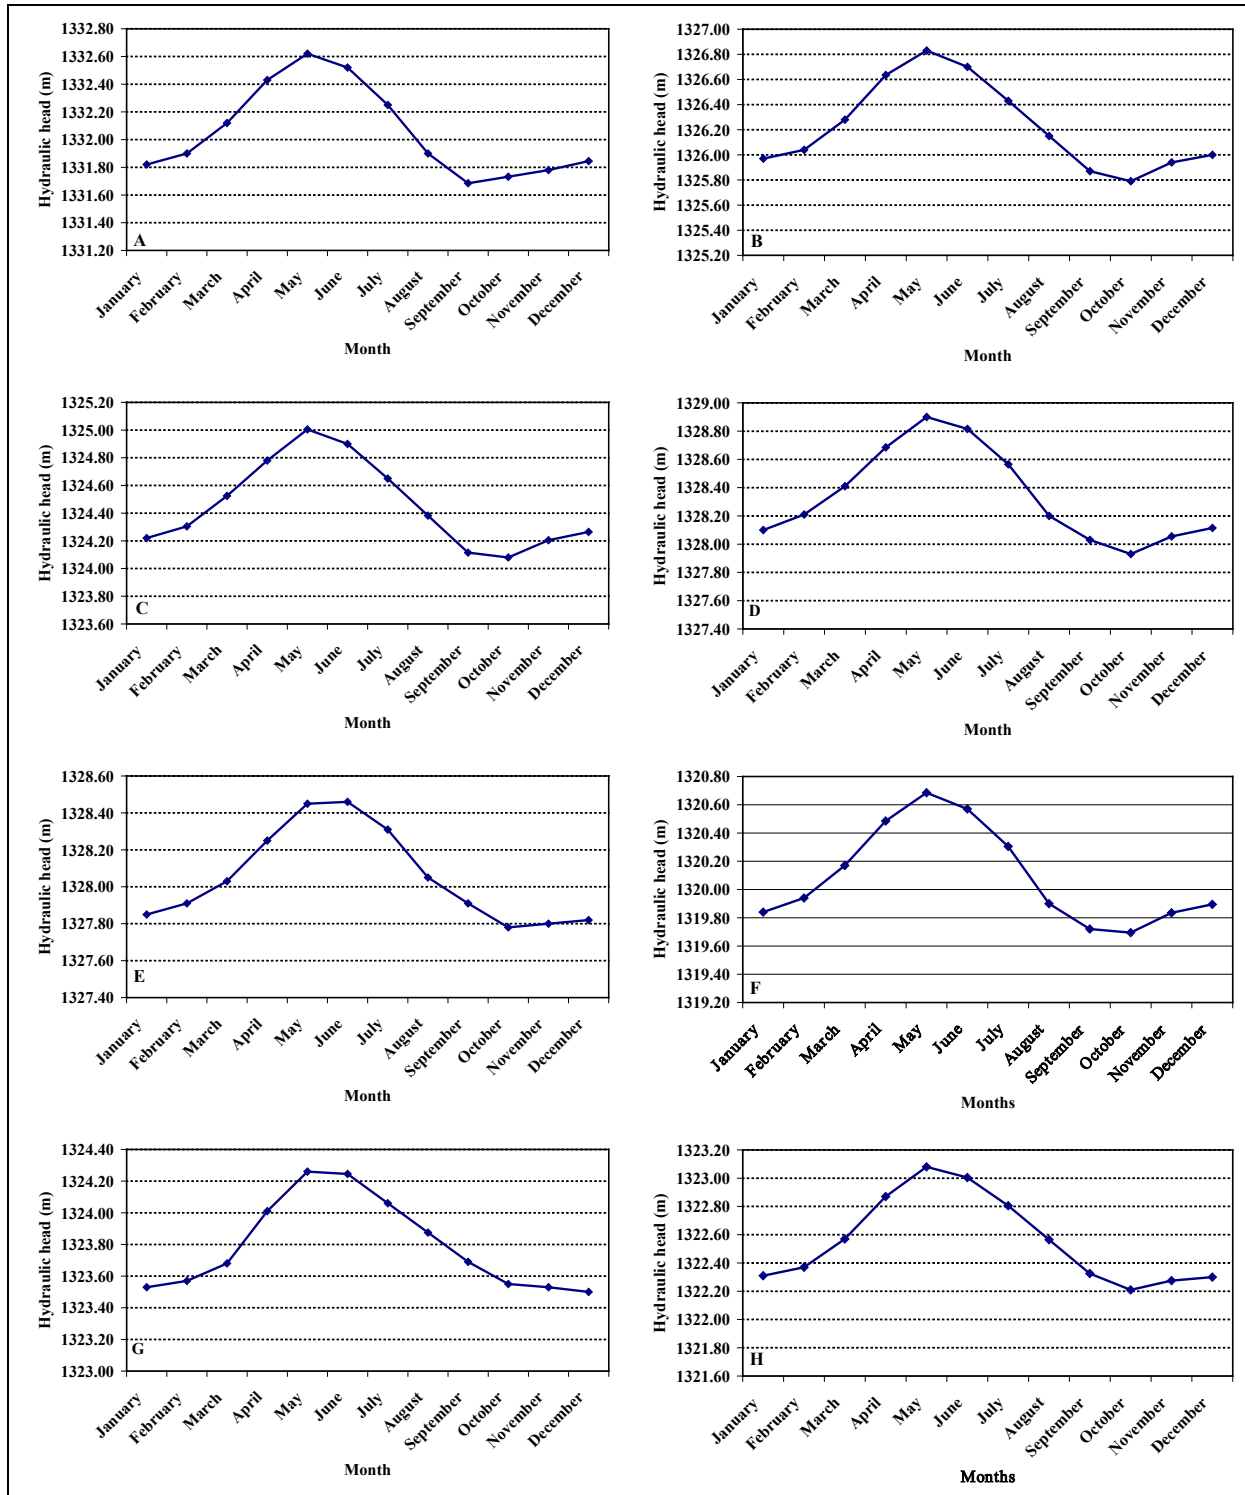 1332.80
1332.60
1332.40
1332.20
1332.00
1331.80
1331.60
1331.40
1331.20
Hydraulic head (m)
A
January
February
March
April
May
June
July
August
September
October
November
December
Month
1327.00
1326.80
1326.60
1326.40
1326.20
1326.00
1325.80
1325.60
1325.40
1325.20
Hydraulic head (m)
B
January
February
March
April
May
June
July
August
September
October
November
December
Month
1325.20
1325.00
1324.80
1324.60
1324.40
1324.20
1324.00
1323.80
1323.60
Hydraulic head (m)
C
January
February
March
April
May
June
July
August
September
October
November
December
Month
1329.00
1328.80
1328.60
1328.40
1328.20
1328.00
1327.80
1327.60
1327.40
Hydraulic head (m)
D
January
February
March
April
May
June
July
August
September
October
November
December
Month
1328.60
1328.40
1328.20
1328.00
1327.80
1327.60
1327.40
Hydraulic head (m)
E
January
February
March
April
May
June
July
August
September
October
November
December
Month
1320.80
1320.60
1320.40
1320.20
1320.00
1319.80
1319.60
1319.40
1319.20
Hydraulic head (m)
F
January
February
March
April
May
June
July
August
September
October
November
December
Months
1324.40
1324.20
1324.00
1323.80
1323.60
1323.40
1323.20
1323.00
Hydraulic head (m)
G
January
February
March
April
May
June
July
August
September
October
November
December
Month
1323.20
1323.00
1322.80
1322.60
1322.40
1322.20
1322.00
1321.80
1321.60
Hydraulic head (m)
H
January
February
March
April
May
June
July
August
September
October
November
December
Months